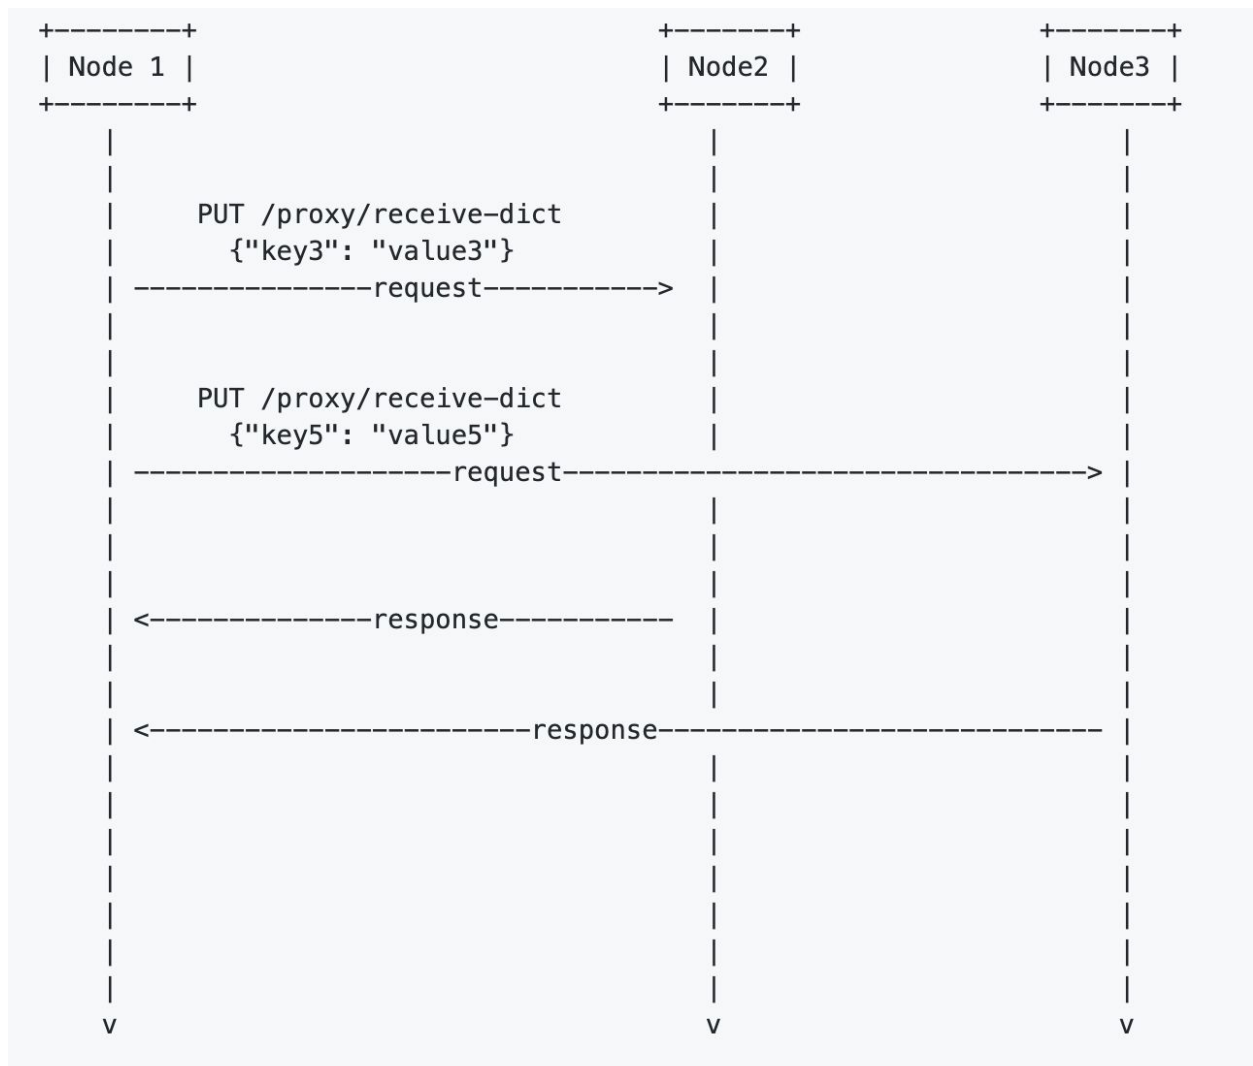 Node 1 Node2 Node3
PUT /proxy/receive-dict
{"key3": "value3"}
request
PUT /proxy/receive-dict
{"key5": "value5"}
request
response
response
v v v